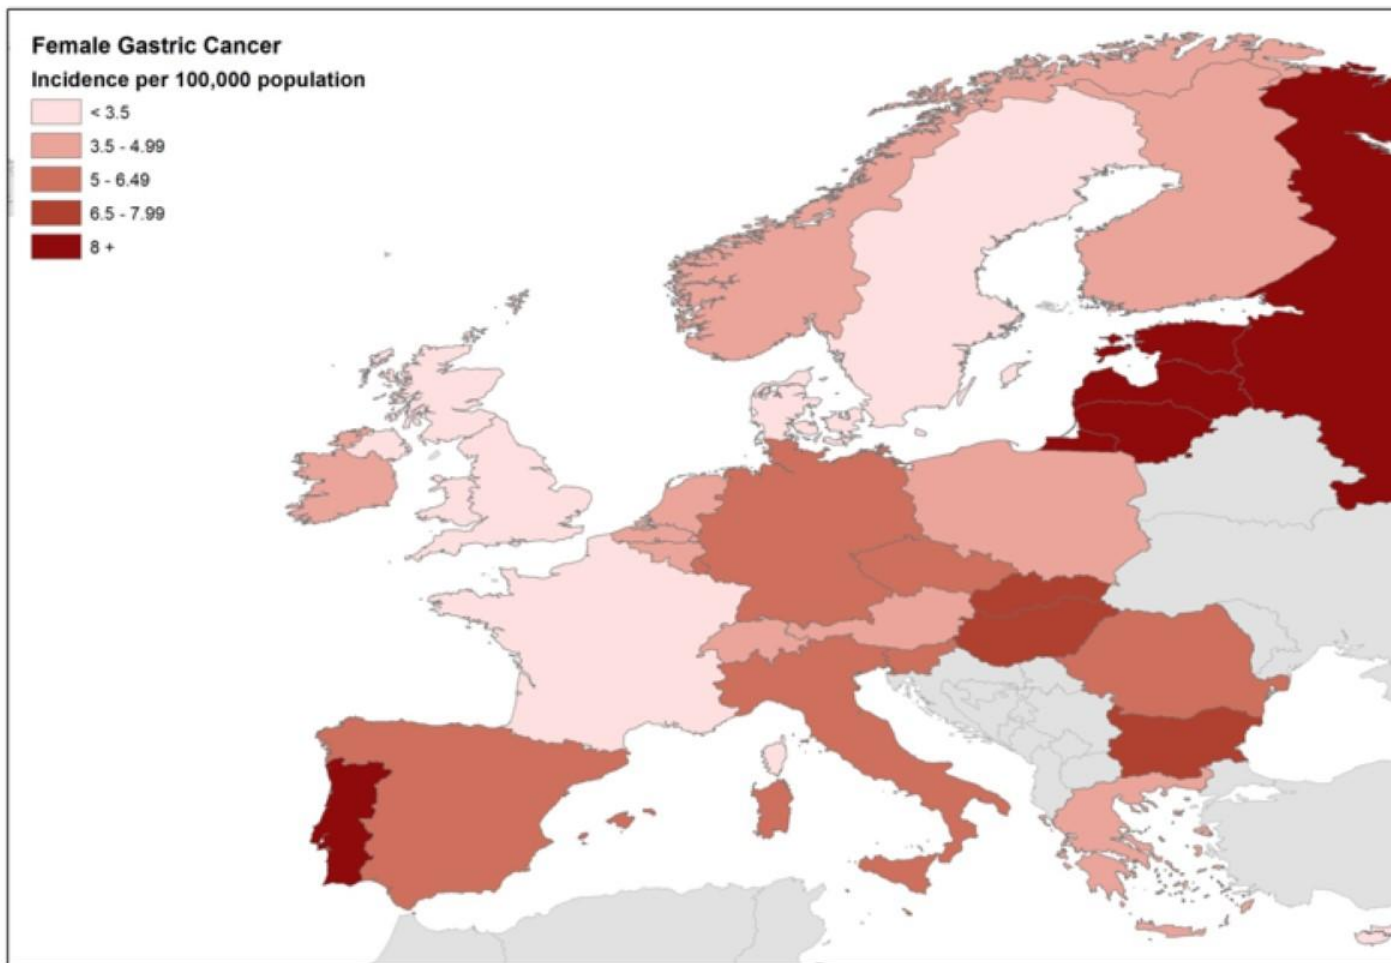 Female Gastric Cancer
Incidence per 100,000 population
< 3.5
3.5 - 4.99
5 - 6.49
6.5 - 7.99
8 +